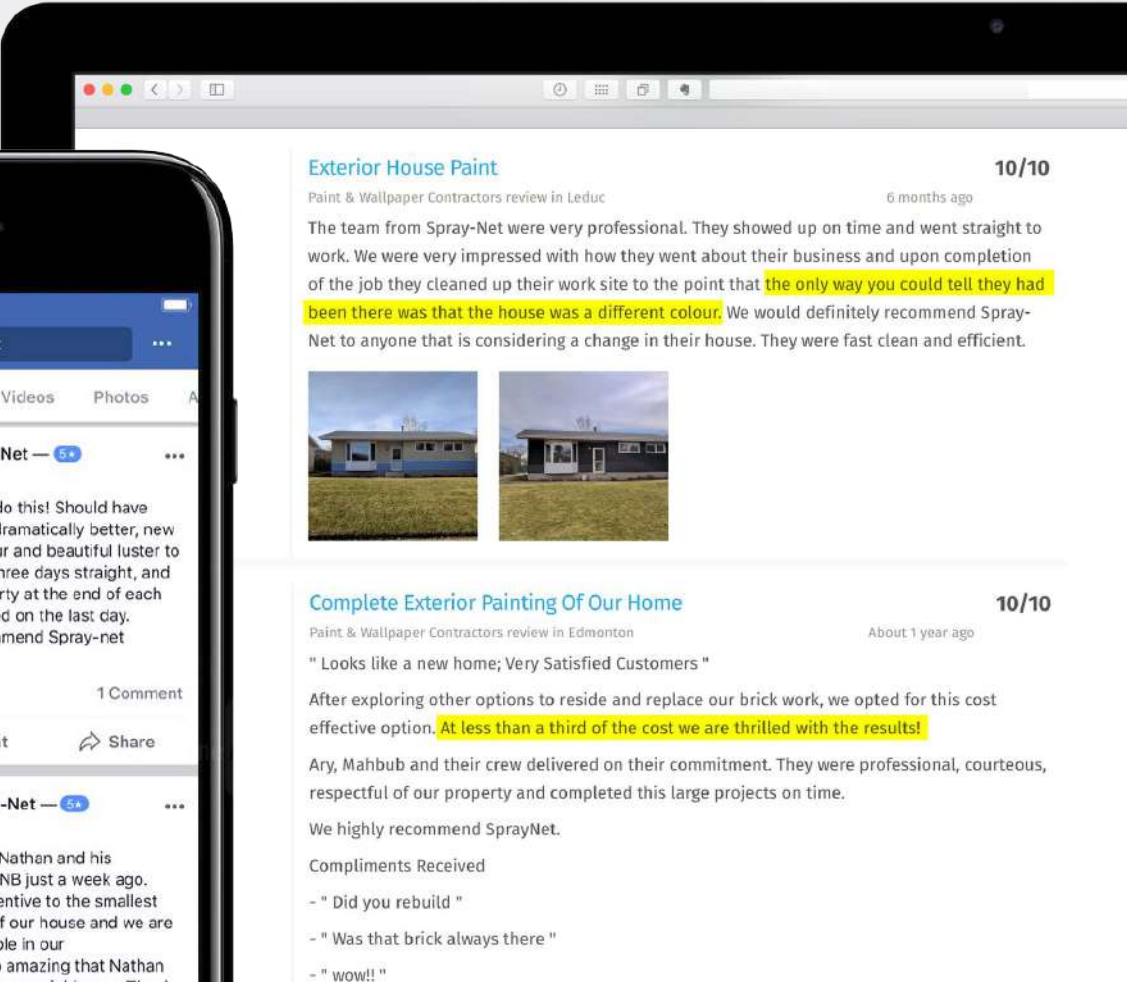 Exterior House Paint
10/10
Paint & Wallpaper Contractors review in Leduc
6 months ago
The team from Spray-Net were very professional. They showed up on time and went straight to
work. We were very impressed with how they went about their business and upon completion
of the job they cleaned up their work site to the point that the only way you could tell they had
been there was that the house was a different colour. We would definitely recommend Spray-
Net to anyone that is considering a change in their house. They were fast clean and efficient.
Complete Exterior Painting Of Our Home
10/10
Paint & Wallpaper Contractors review in Edmonton
About 1 year ago
" Looks like a new home; Very Satisfied Customers "
After exploring other options to reside and replace our brick work, we opted for this cost
effective option. At less than a third of the cost we are thrilled with the results!
Ary, Mahbub and their crew delivered on their commitment. They were professional, courteous,
respectful of our property and completed this large projects on time.
We highly recommend SprayNet.
Compliments Received
- " Did you rebuild "
- " Was that brick always there "
- " wow!! "
Videos
Photos
Net — 5★
do this! Should have
dramatically better, new
and beautiful luster to
three days straight, and
at the end of each
on the last day.
Spray-net
1 Comment
Share
-Net — 5★
Nathan and his
NB just a week ago.
to the smallest
of our house and we are
in our
amazing that Nathan